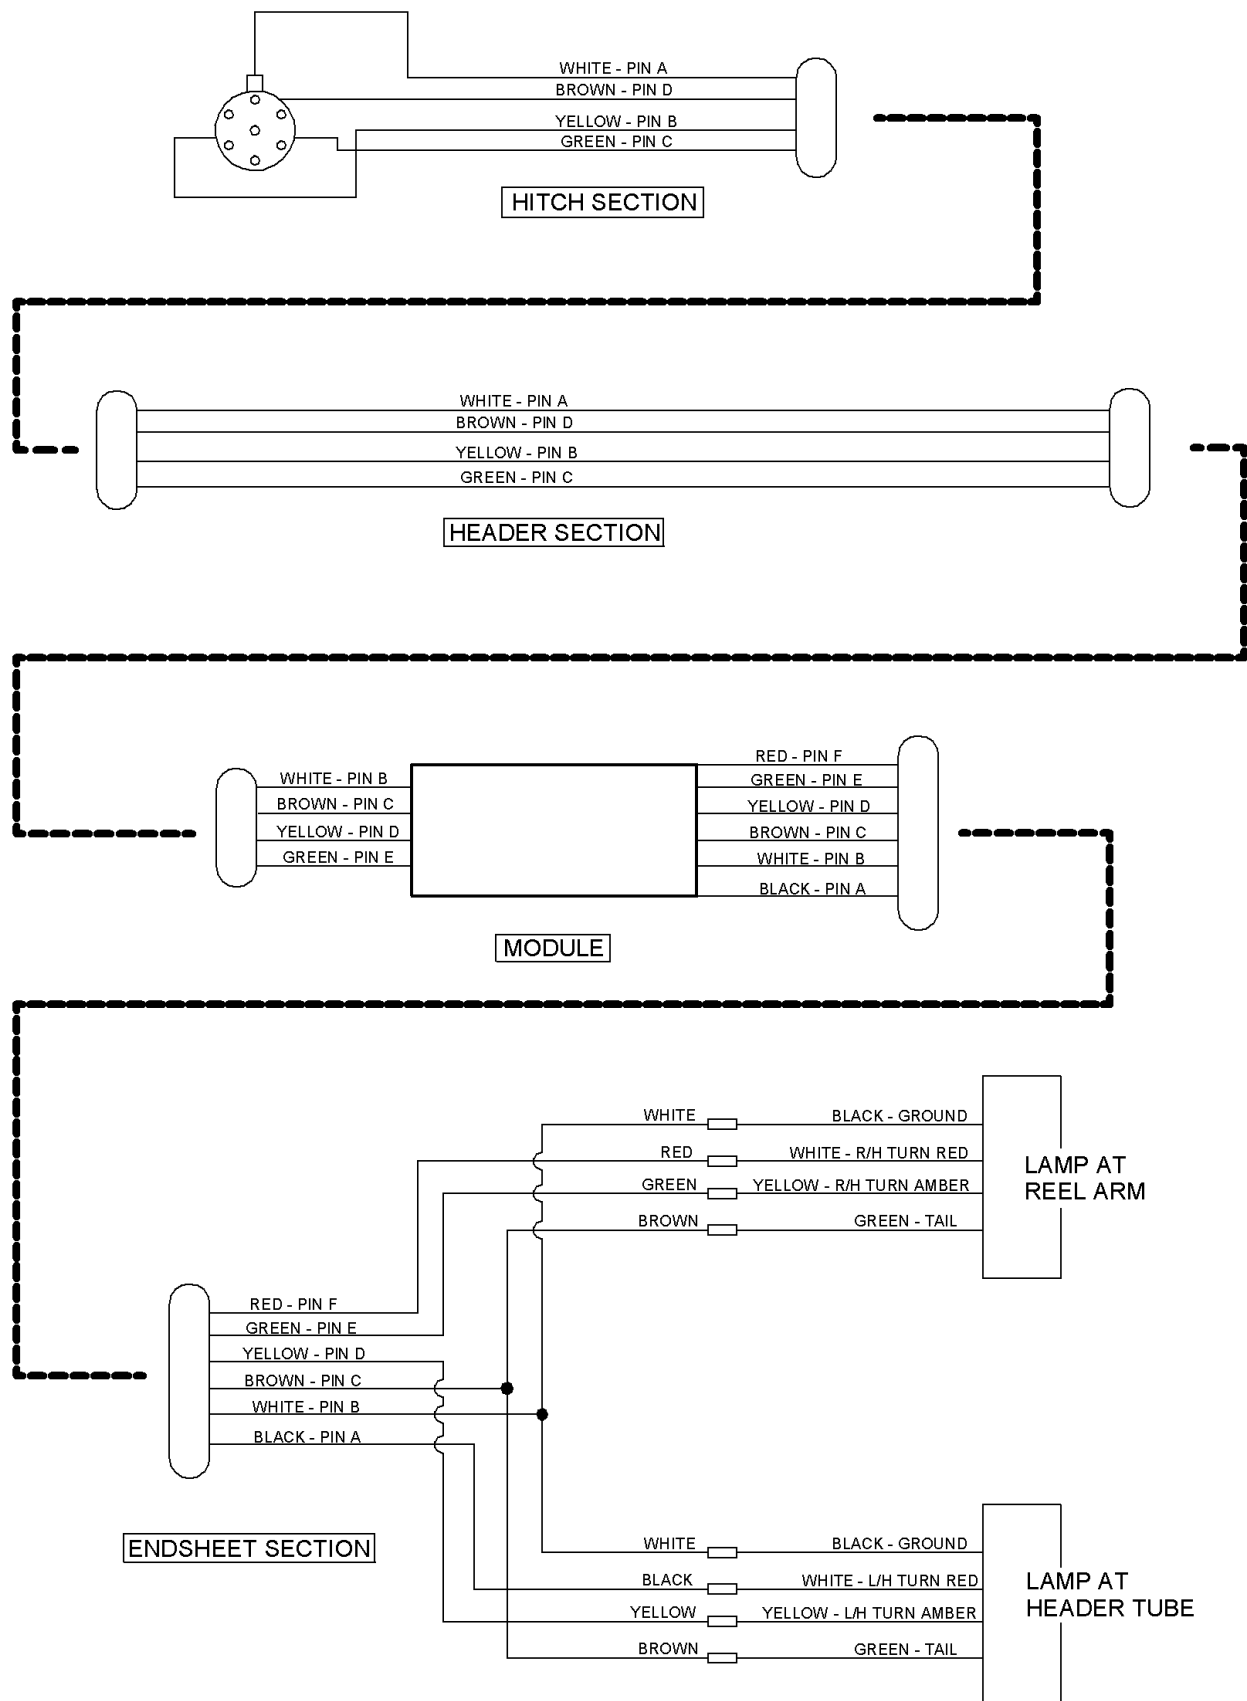 WHITE - PIN A
BROWN - PIN D
YELLOW - PIN B
GREEN - PIN C
HITCH SECTION
WHITE - PIN A
BROWN - PIN D
YELLOW - PIN B
GREEN - PIN C
HEADER SECTION
WHITE - PIN B
BROWN - PIN C
YELLOW - PIN D
GREEN - PIN E
RED - PIN F
GREEN - PIN E
YELLOW - PIN D
BROWN - PIN C
WHITE - PIN B
BLACK - PIN A
MODULE
WHITE
BLACK - GROUND
RED
WHITE - R/H TURN RED
GREEN
YELLOW - R/H TURN AMBER
BROWN
GREEN - TAIL
LAMP AT
REEL ARM
RED - PIN F
GREEN - PIN E
YELLOW - PIN D
BROWN - PIN C
WHITE - PIN B
BLACK - PIN A
ENDSHEET SECTION
WHITE
BLACK - GROUND
BLACK
WHITE - L/H TURN RED
YELLOW
YELLOW - L/H TURN AMBER
BROWN
GREEN - TAIL
LAMP AT
HEADER TUBE